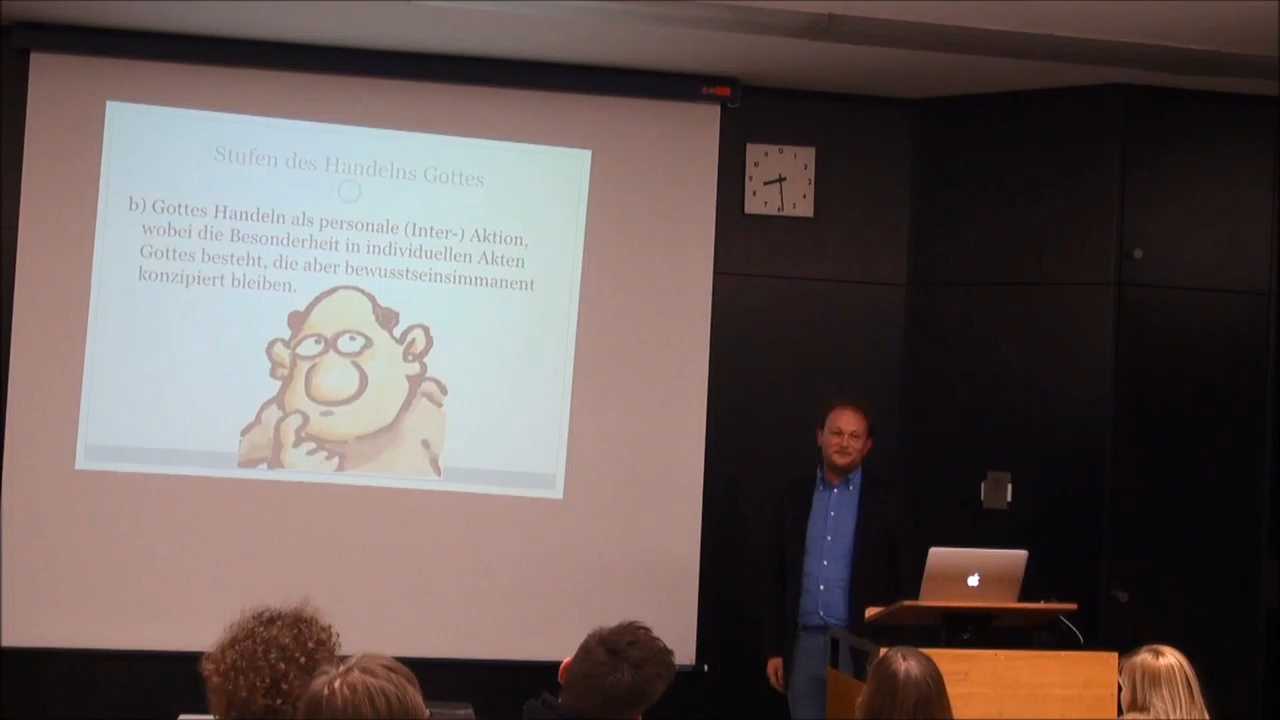 Stufen des Handelns Gottes
b) Gottes Handeln als personale (Inter-) Aktion,
wobei die Besonderheit in individuellen Akten
Gottes besteht, die aber bewusstseinsimmanent
konzipiert bleiben.